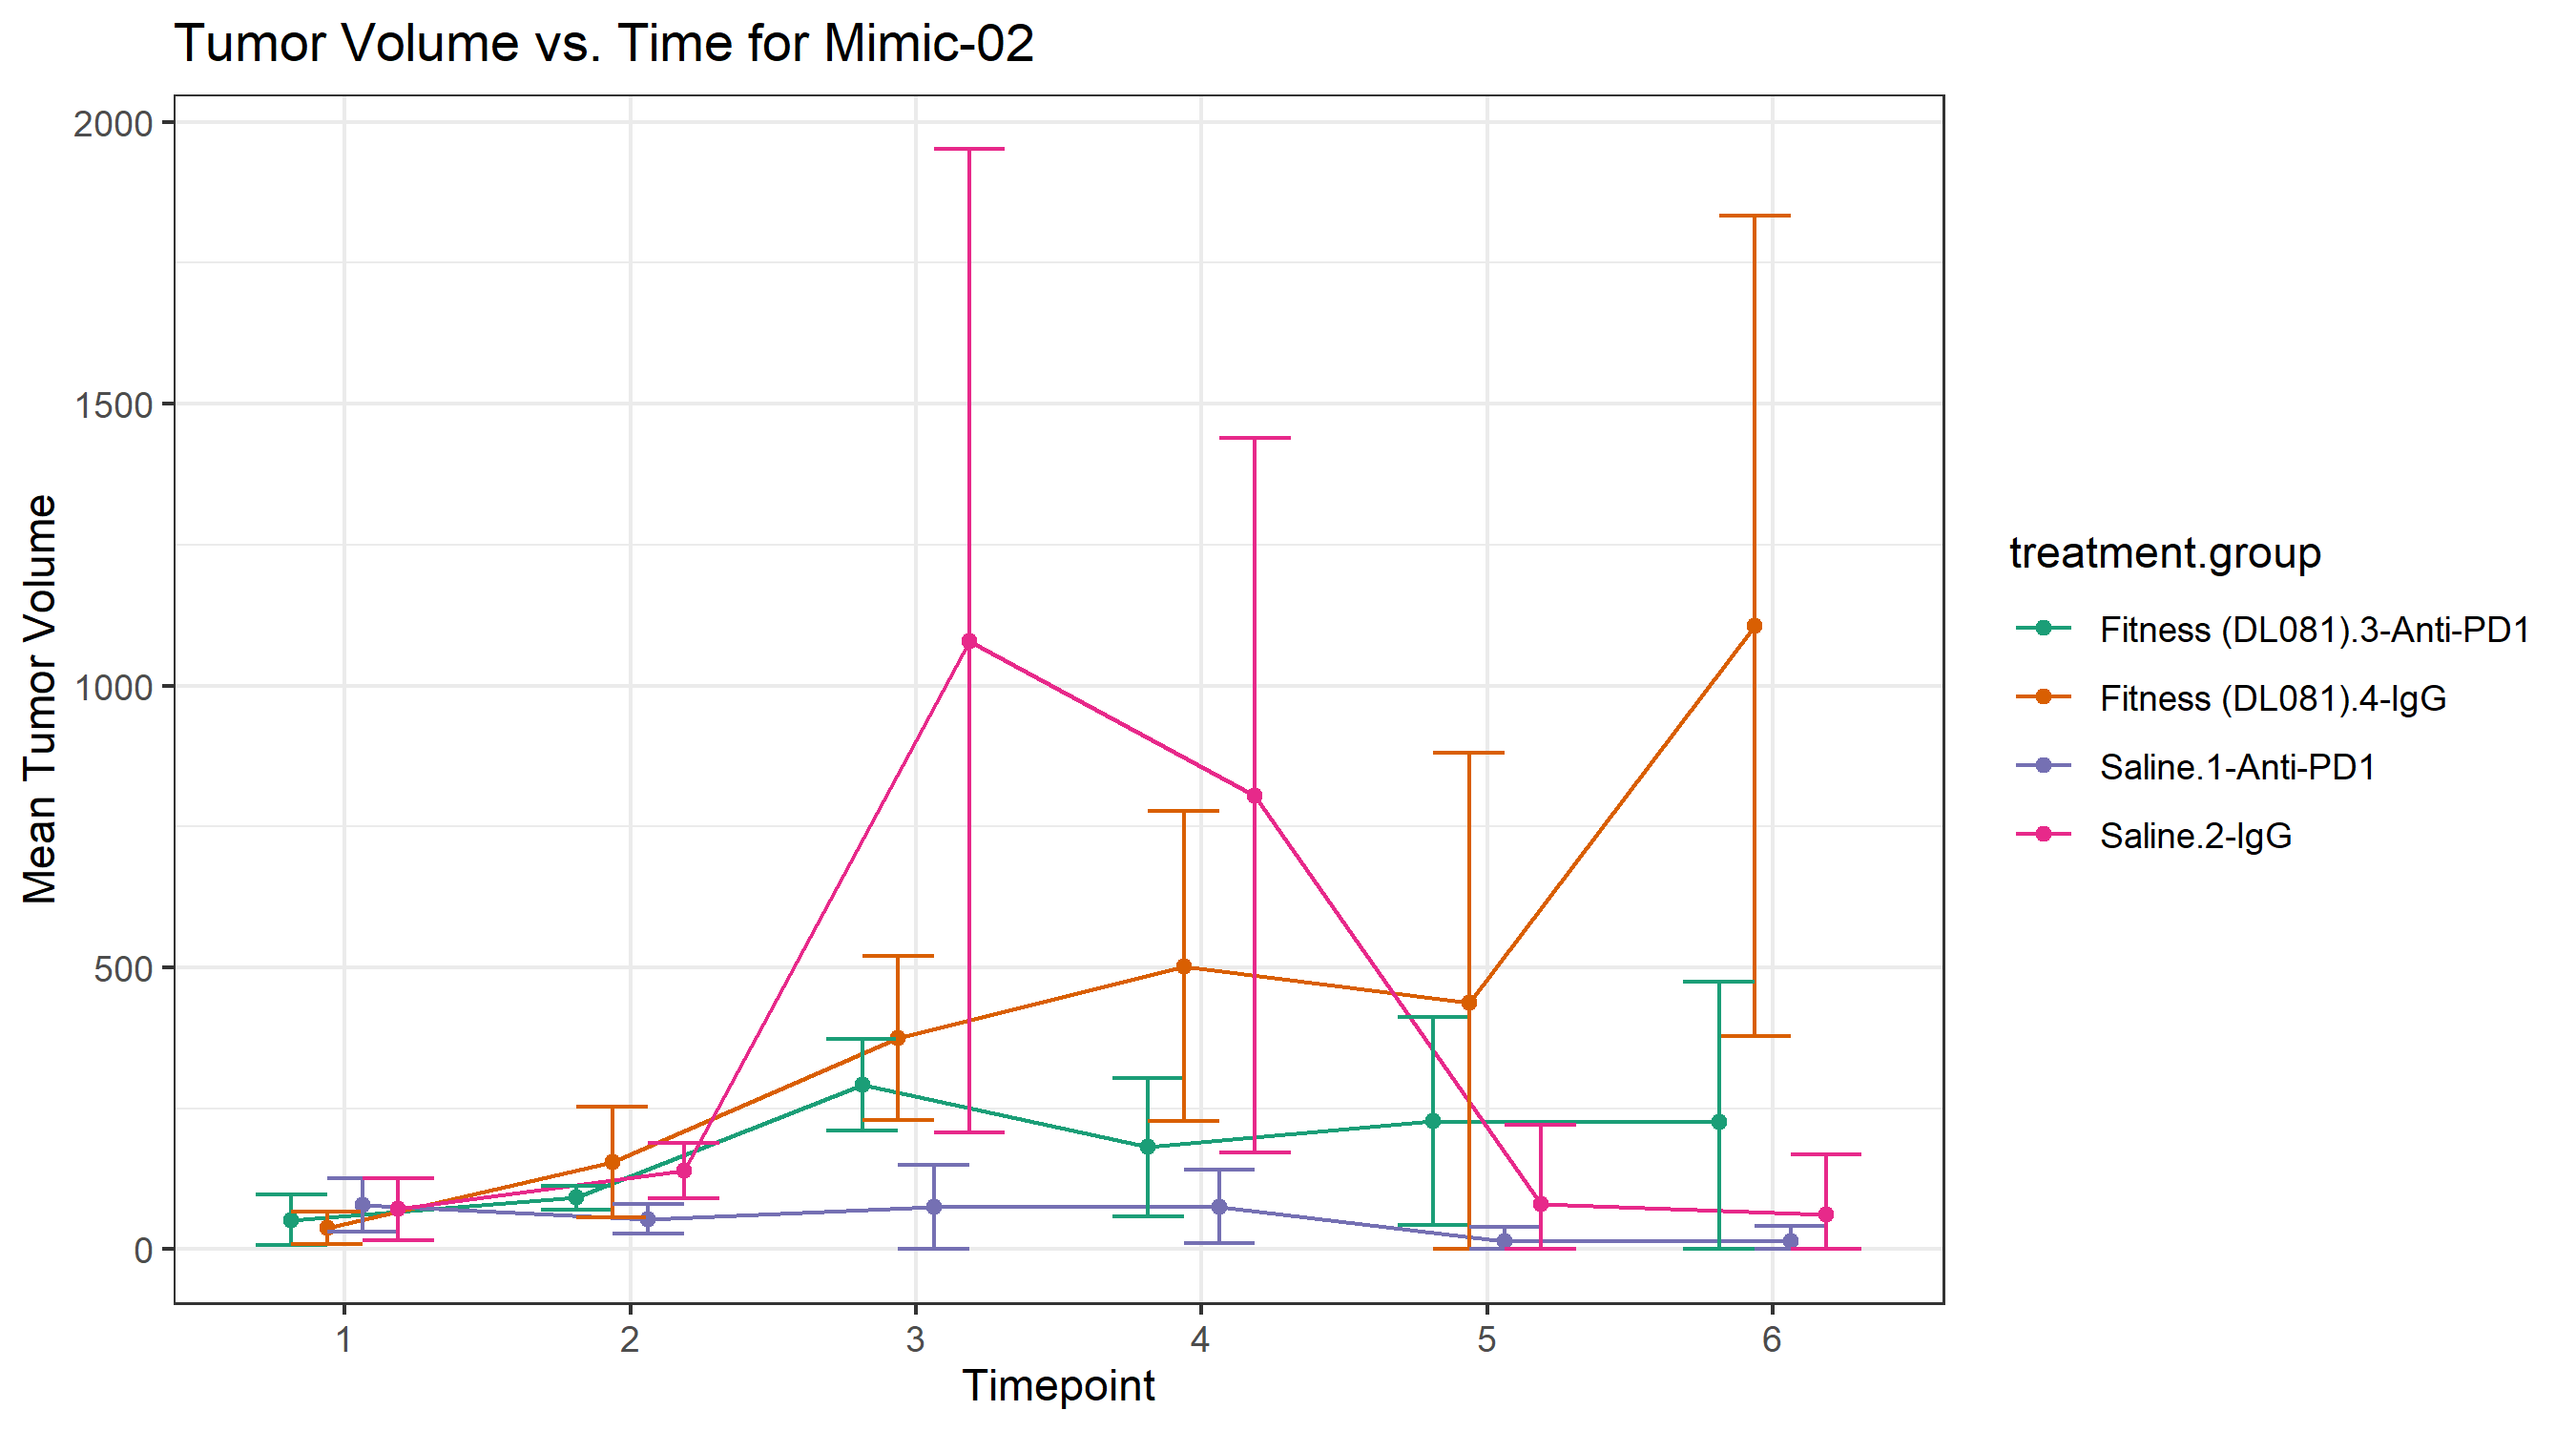 Tumor Volume vs. Time for Mimic-02
Mean Tumor Volume
2000
1500
1000
500
0
1 2 3 4 5 6
Timepoint
treatment.group
Fitness (DL081).3-Anti-PD1
Fitness (DL081).4-IgG
Saline.1-Anti-PD1
Saline.2-IgG